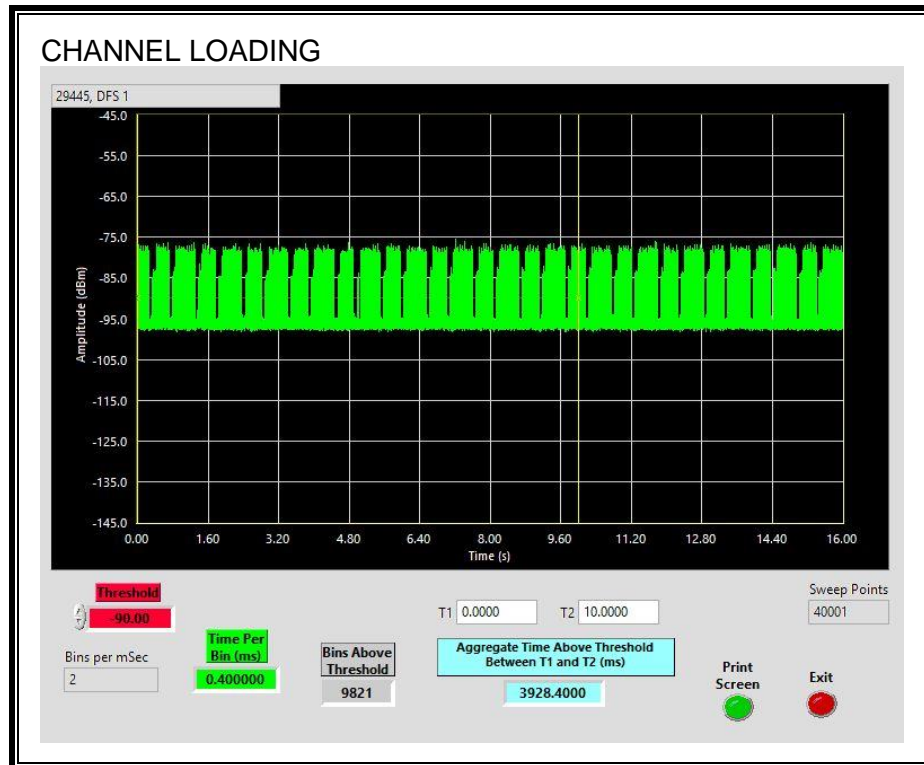 CHANNEL LOADING
29445, DFS 1
-45.0
-55.0
-65.0
-75.0
-85.0
-95.0
-105.0
-115.0
-125.0
-135.0
-145.0
Amplitude (dBm)
0.00 1.60 3.20 4.80 6.40 8.00 9.60 11.20 12.80 14.40 16.00
Time (s)
Threshold
-90.00
T1 0.0000 T2 10.0000
Sweep Points
40001
Bins per mSec
2
Time Per
Bin (ms)
0.400000
Bins Above
Threshold
9821
Aggregate Time Above Threshold
Between T1 and T2 (ms)
3928.4000
Print
Screen
Exit